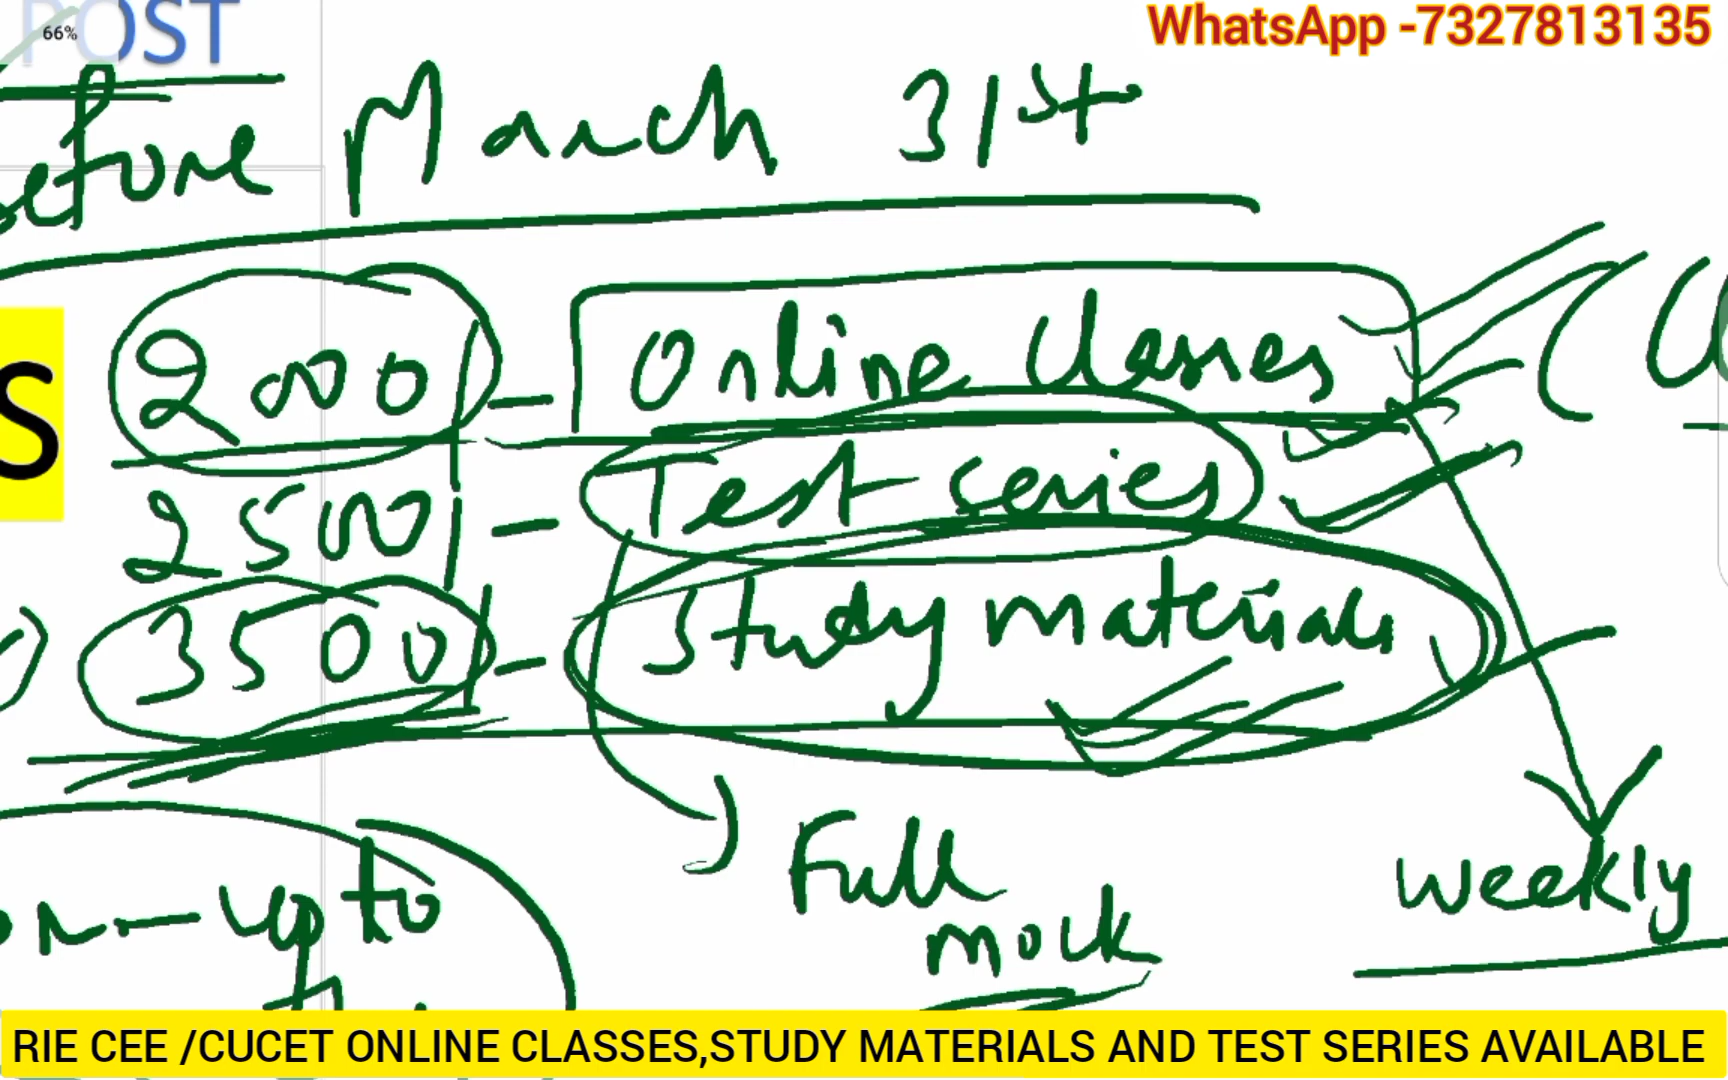 POST
66%
WhatsApp -7327813135
before March 31st
2000/- Online Classes
2500/- Test series
3500/- Study materials
S
Full
mock
weekly
upto
RIE CEE /CUCET ONLINE CLASSES,STUDY MATERIALS AND TEST SERIES AVAILABLE